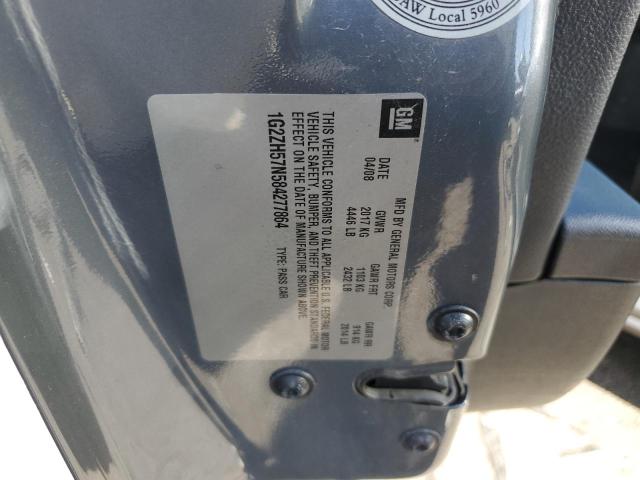 UAW Local 5960
GM
MFD BY GENERAL MOTORS CORP
DATE GVWR GAWR FRT GAWR RR
04/08 2017 KG 1103 KG 914 KG
4446 LB 2432 LB 2014 LB
THIS VEHICLE CONFORMS TO ALL APPLICABLE U.S. FEDERAL MOTOR
VEHICLE SAFETY, BUMPER, AND THEFT PREVENTION STANDARDS IN
EFFECT ON THE DATE OF MANUFACTURE SHOWN ABOVE.
1G2ZH57N584277864 TYPE: PASS CAR